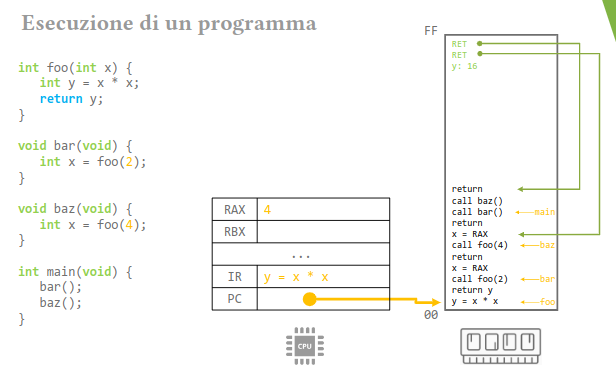 Esecuzione di un programma
int foo(int x) {
int y = x * x;
return y;
}
void bar(void) {
int x = foo(2);
}
void baz(void) {
int x = foo(4);
}
int main(void) {
bar();
baz();
}
RAX 4
RBX
...
IR y = x * x
PC
CPU
FF
RET
RET
y: 16
return
call baz()
call bar() main
return
x = RAX
call foo(4) baz
return
x = RAX
call foo(2) bar
return y
y = x * x foo
00